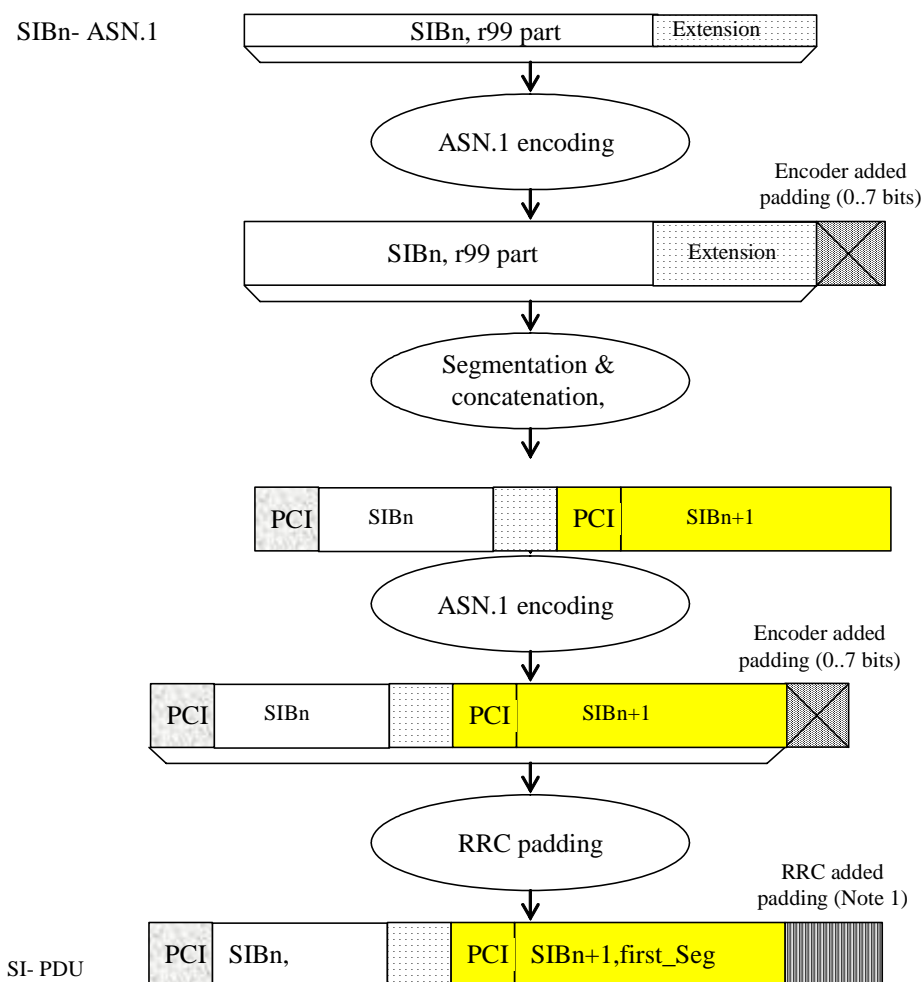 SIBn- ASN.1
SIBn, r99 part
Extension
ASN.1 encoding
Encoder added
padding (0..7 bits)
SIBn, r99 part
Extension
Segmentation &
concatenation,
PCI
SIBn
PCI
SIBn+1
ASN.1 encoding
Encoder added
padding (0..7 bits)
PCI
SIBn
PCI
SIBn+1
RRC padding
RRC added
padding (Note 1)
SI- PDU
PCI
SIBn,
PCI
SIBn+1,first_Seg